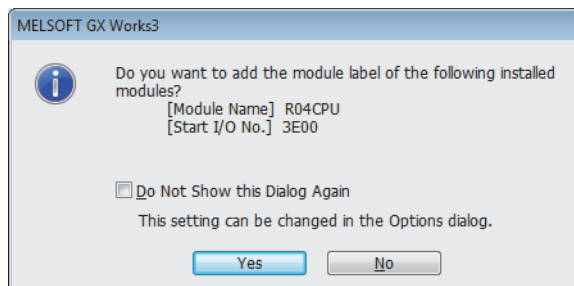 MELSOFT GX Works3
Do you want to add the module label of the following installed
modules?
[Module Name] R04CPU
[Start I/O No.] 3E00
Do Not Show this Dialog Again
This setting can be changed in the Options dialog.
Yes
No